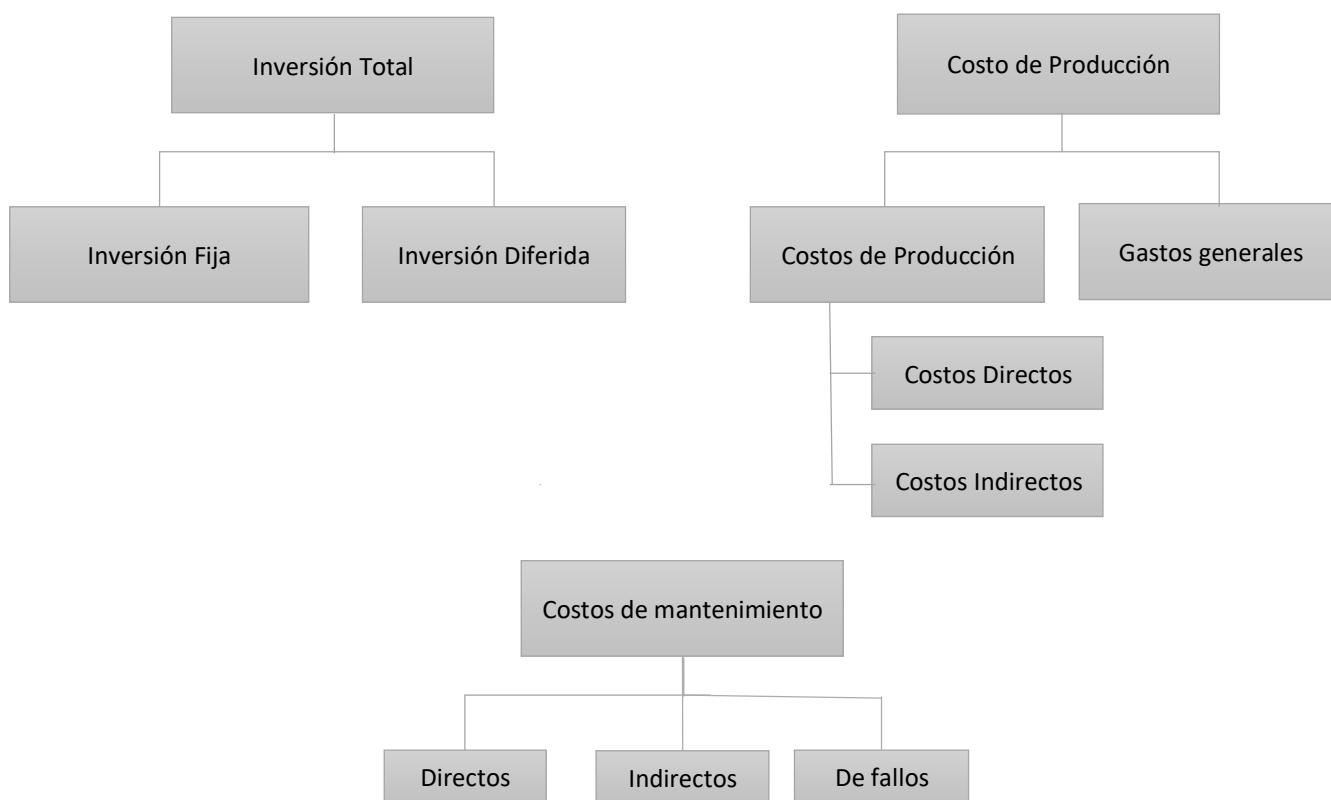 Inversión Total
Costo de Producción
Inversión Fija
Inversión Diferida
Costos de Producción
Gastos generales
Costos Directos
Costos Indirectos
Costos de mantenimiento
Directos
Indirectos
De fallos